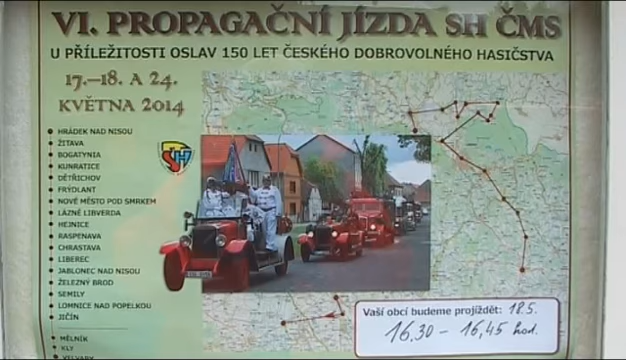 VI. PROPAGAČNÍ JÍZDA SH ČMS
U PŘÍLEŽITOSTI OSLAV 150 LET ČESKÉHO DOBROVOLNÉHO HASIČSTVA
17.–18. A 24.
KVĚTNA 2014
HRÁDEK NAD NISOU
ŽITAVA
BOGATYNIA
KUNRATICE
DĚTŘICHOV
FRÝDLANT
NOVÉ MĚSTO POD SMRKEM
LÁZNĚ LIBVERDA
HEJNICE
RASPENAVA
CHRASTAVA
LIBEREC
JABLONEC NAD NISOU
ŽELEZNÝ BROD
SEMILY
LOMNICE NAD POPELKOU
JIČÍN
MĚLNÍK
KLY
VELVARY
Vaší obcí budeme projíždět: 18.5.
16,30 – 16,45 hod.